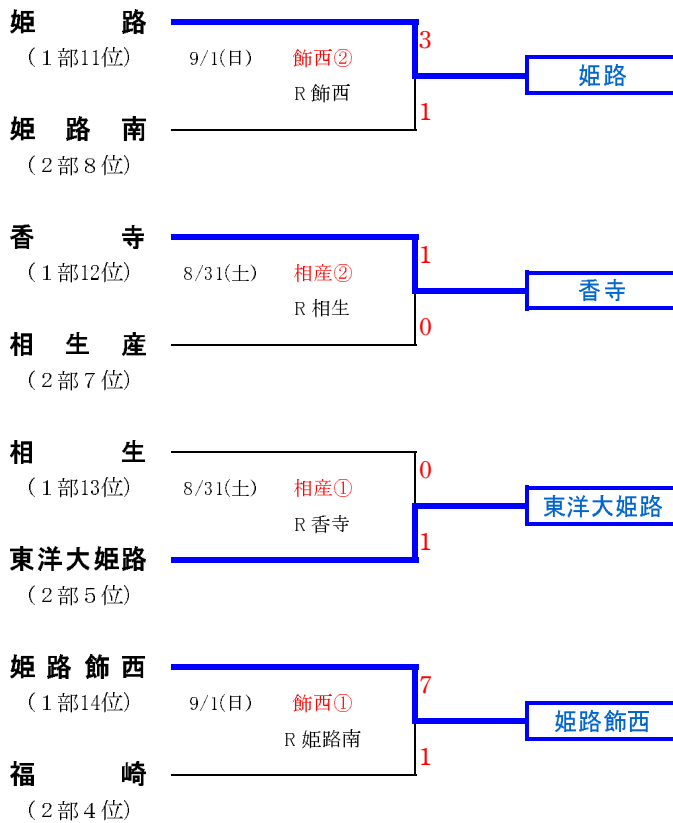 姫路
3
（1部11位）
9/1(日)
飾西②
姫路
R 飾西
1
姫路南
（2部8位）
香寺
1
（1部12位）
8/31(土)
相産②
香寺
R 相生
0
相生産
（2部7位）
相生
0
（1部13位）
8/31(土)
相産①
東洋大姫路
R 香寺
1
東洋大姫路
（2部5位）
姫路飾西
7
（1部14位）
9/1(日)
飾西①
姫路飾西
R 姫路南
1
福崎
（2部4位）